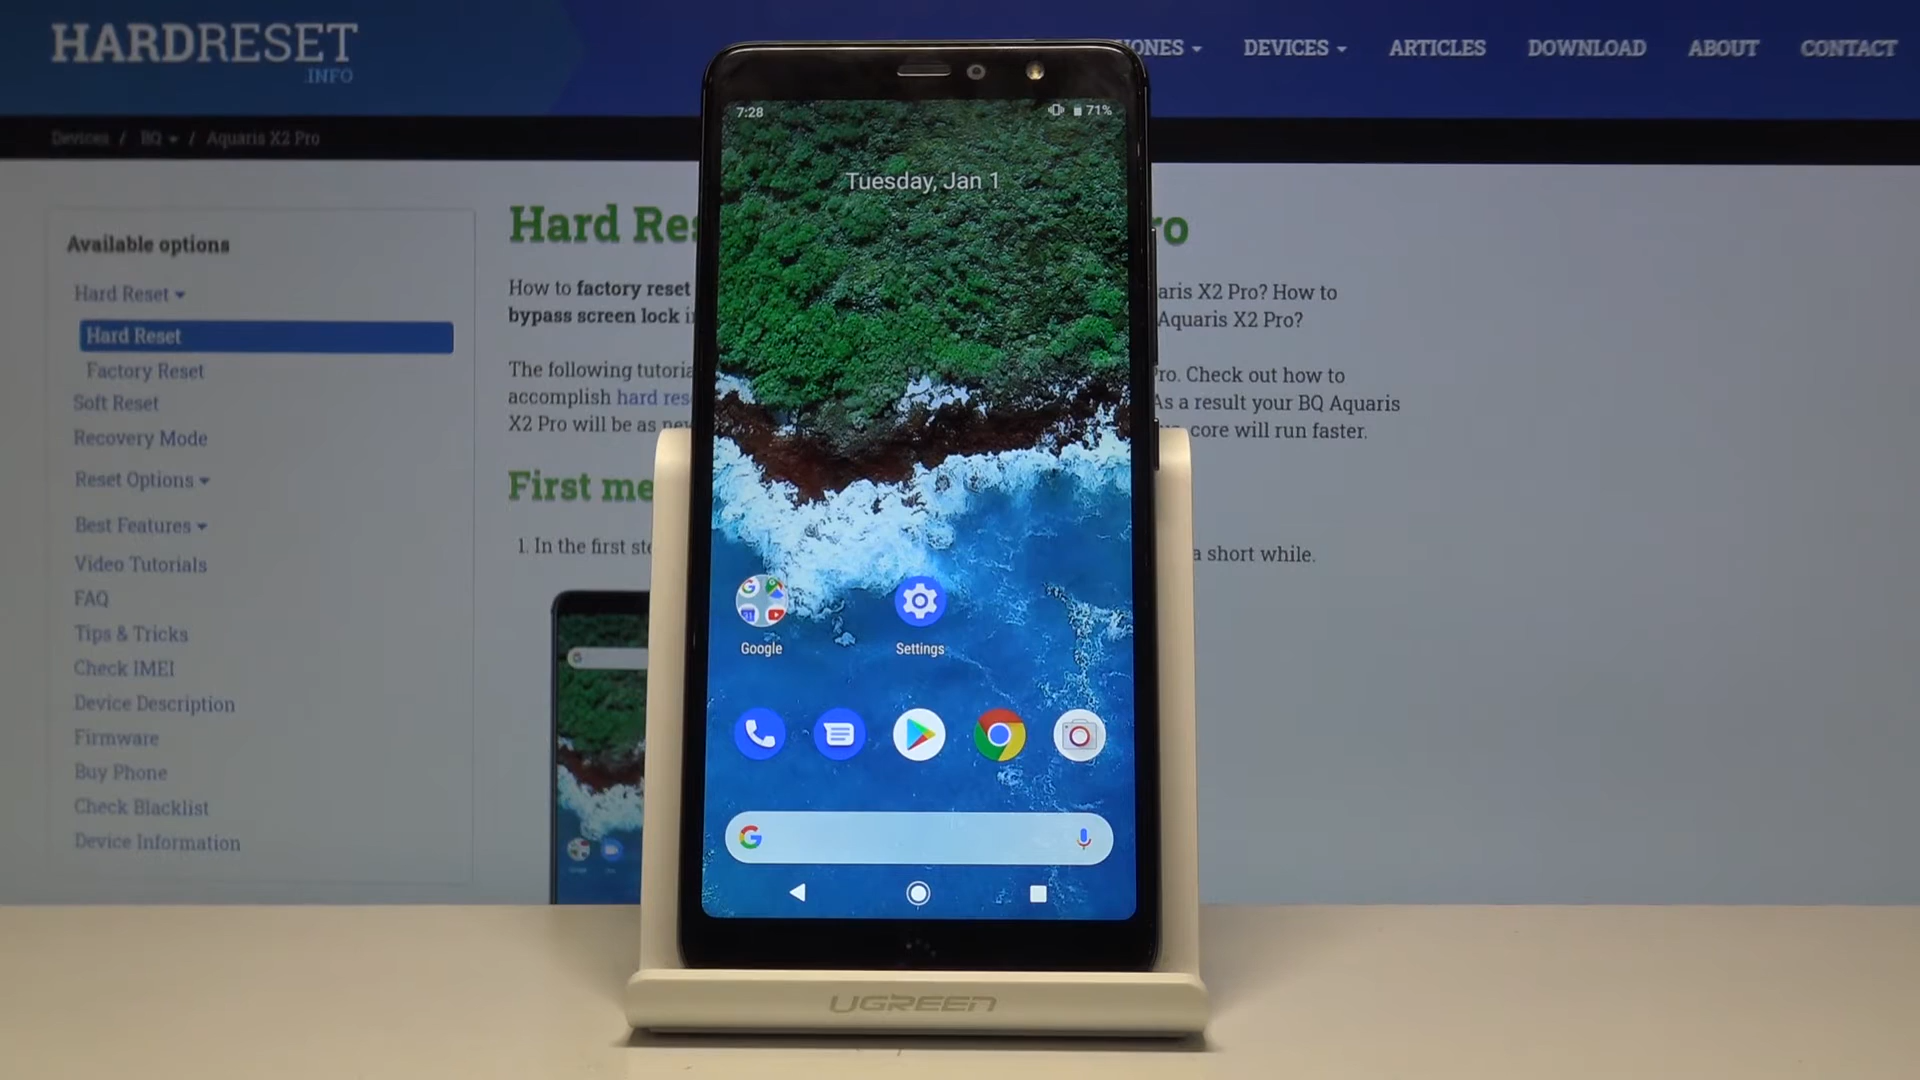 HARDRESET
.INFO
HONES DEVICES ARTICLES DOWNLOAD ABOUT CONTACT
Devices / BQ / Aquaris X2 Pro
Available options
Hard Reset
Hard Reset
Factory Reset
Soft Reset
Recovery Mode
Reset Options
Best Features
Video Tutorials
FAQ
Tips & Tricks
Check IMEI
Device Description
Firmware
Buy Phone
Check Blacklist
Device Information
Hard Res
ro
How to factory reset
aris X2 Pro? How to
bypass screen lock i
Aquaris X2 Pro?
The following tutoria
Pro. Check out how to
accomplish hard res
As a result your BQ Aquaris
X2 Pro will be as new
core will run faster.
First me
1. In the first ste
a short while.
7:28
71%
Tuesday, Jan 1
Google
Settings
31
UGREEN